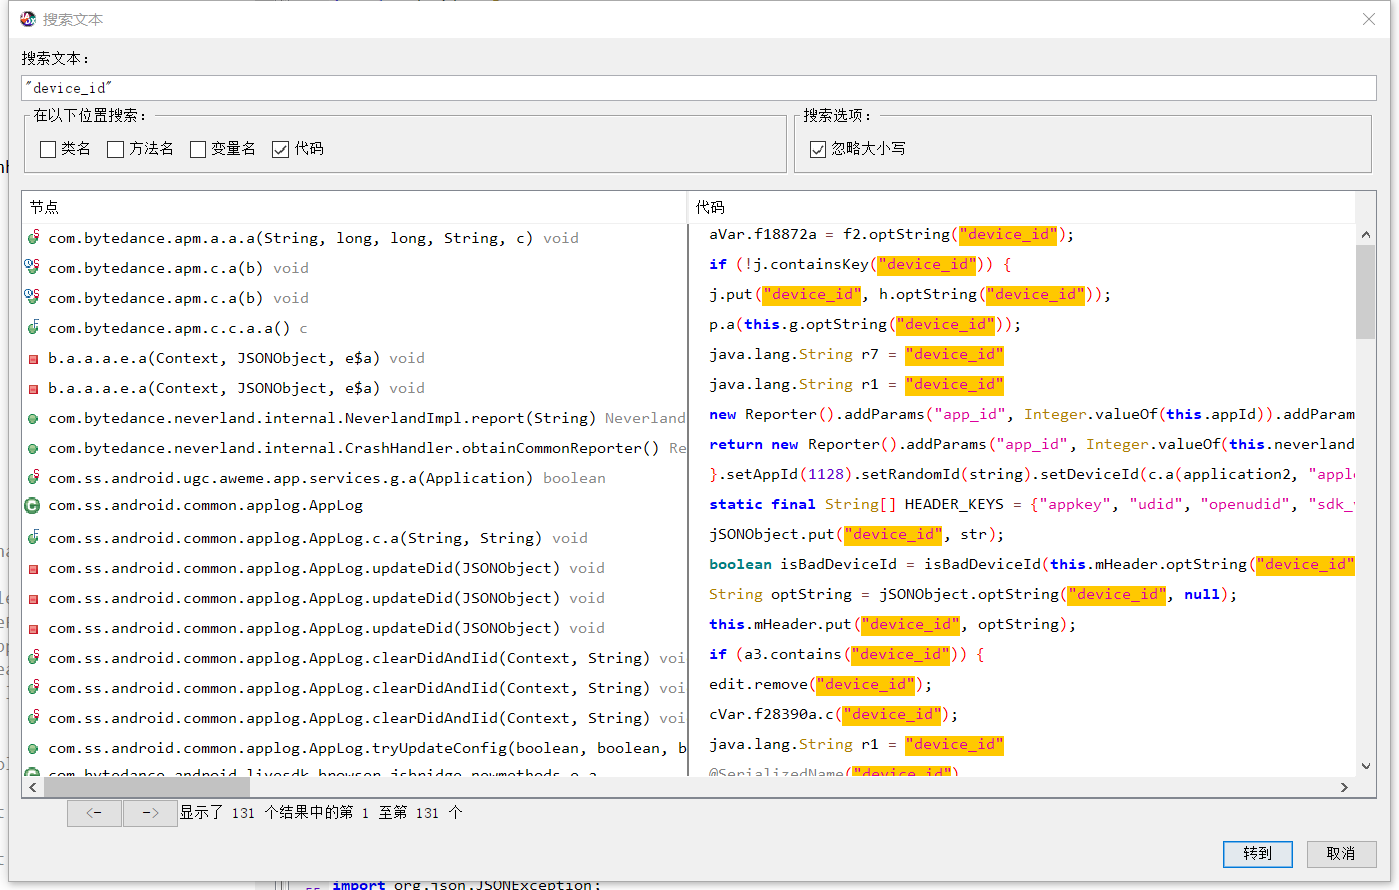 搜索文本
搜索文本：
"device_id"
在以下位置搜索：
类名 方法名 变量名 代码
搜索选项：
忽略大小写
节点 代码
com.bytedance.apm.a.a.a(String, long, long, String, c) void
aVar.f18872a = f2.optString("device_id");
com.bytedance.apm.c.a(b) void
if (!j.containsKey("device_id")) {
com.bytedance.apm.c.a(b) void
j.put("device_id", h.optString("device_id"));
com.bytedance.apm.c.c.a.a() c
p.a(this.g.optString("device_id"));
b.a.a.a.e.a(Context, JSONObject, e$a) void
java.lang.String r7 = "device_id"
b.a.a.a.e.a(Context, JSONObject, e$a) void
java.lang.String r1 = "device_id"
com.bytedance.neverland.internal.NeverlandImpl.report(String) Neverland
new Reporter().addParams("app_id", Integer.valueOf(this.appId)).addParam
com.bytedance.neverland.internal.CrashHandler.obtainCommonReporter() Re
return new Reporter().addParams("app_id", Integer.valueOf(this.neverland
com.ss.android.ugc.aweme.app.services.g.a(Application) boolean
}.setAppId(1128).setRandomId(string).setDeviceId(c.a(application2, "appl
com.ss.android.common.applog.AppLog
static final String[] HEADER_KEYS = {"appkey", "udid", "openudid", "sdk_
com.ss.android.common.applog.AppLog.c.a(String, String) void
jSONObject.put("device_id", str);
com.ss.android.common.applog.AppLog.updateDid(JSONObject) void
boolean isBadDeviceId = isBadDeviceId(this.mHeader.optString("device_id"
com.ss.android.common.applog.AppLog.updateDid(JSONObject) void
String optString = jSONObject.optString("device_id", null);
com.ss.android.common.applog.AppLog.updateDid(JSONObject) void
this.mHeader.put("device_id", optString);
com.ss.android.common.applog.AppLog.clearDidAndIid(Context, String) voi
if (a3.contains("device_id")) {
com.ss.android.common.applog.AppLog.clearDidAndIid(Context, String) voi
edit.remove("device_id");
com.ss.android.common.applog.AppLog.clearDidAndIid(Context, String) voi
cVar.f28390a.c("device_id");
com.ss.android.common.applog.AppLog.tryUpdateConfig(boolean, boolean, b
java.lang.String r1 = "device_id"
com.bytedance.android.livesdk.browser.jsbridge.newmethods.e.a
@SerializedName("device_id")
<- -> 显示了 131 个结果中的第 1 至第 131 个
转到 取消
import org.json.JSONException;